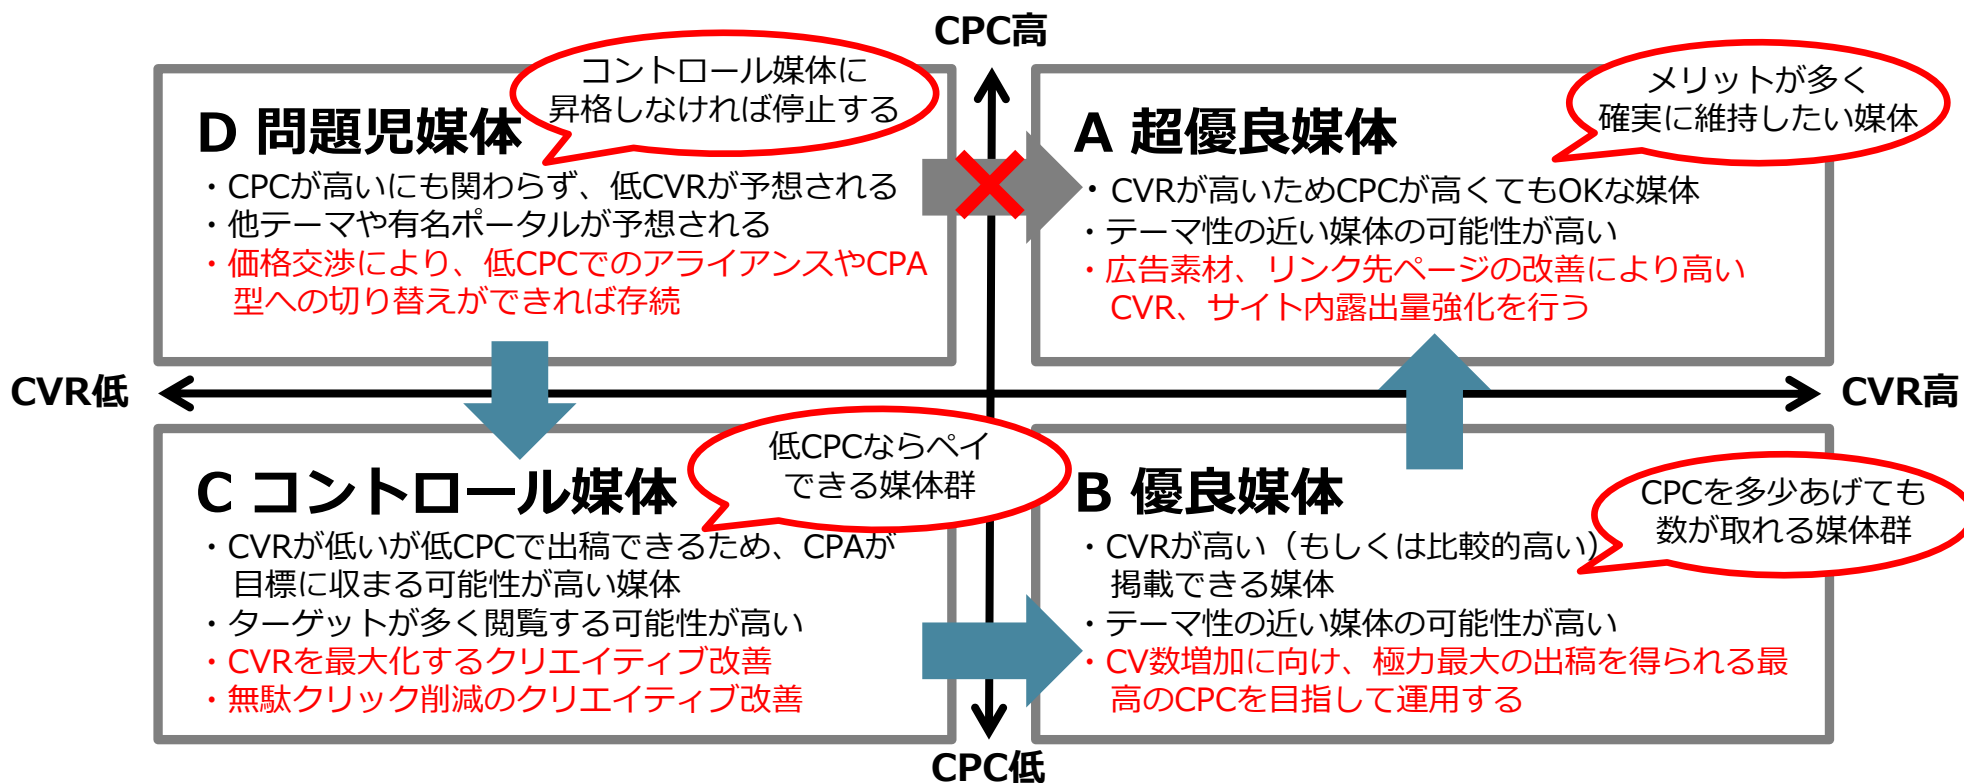 CPC高
コントロール媒体に
昇格しなければ停止する
D 問題児媒体
・CPCが高いにも関わらず、低CVRが予想される
・他テーマや有名ポータルが予想される
・価格交渉により、低CPCでのアライアンスやCPA
型への切り替えができれば存続
メリットが多く
確実に維持したい媒体
A 超優良媒体
・CVRが高いためCPCが高くてもOKな媒体
・テーマ性の近い媒体の可能性が高い
・広告素材、リンク先ページの改善により高い
CVR、サイト内露出量強化を行う
CVR低
CVR高
低CPCならペイ
できる媒体群
C コントロール媒体
・CVRが低いが低CPCで出稿できるため、CPAが
目標に収まる可能性が高い媒体
・ターゲットが多く閲覧する可能性が高い
・CVRを最大化するクリエイティブ改善
・無駄クリック削減のクリエイティブ改善
CPCを多少あげても
数が取れる媒体群
B 優良媒体
・CVRが高い（もしくは比較的高い）
掲載できる媒体
・テーマ性の近い媒体の可能性が高い
・CV数増加に向け、極力最大の出稿を得られる最
高のCPCを目指して運用する
CPC低